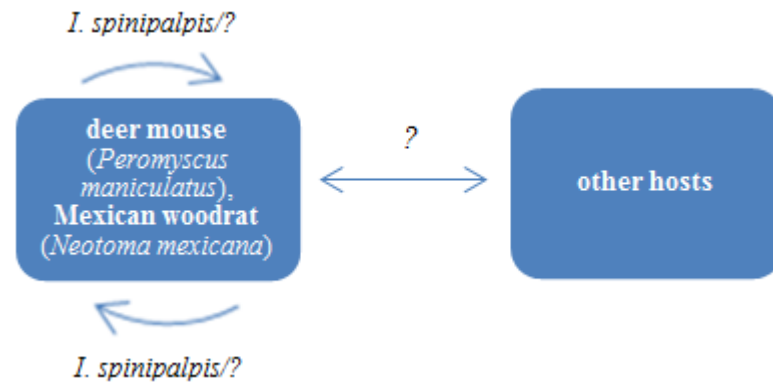 I. spinipalpis/?
deer mouse
(Peromyscus
maniculatus),
Mexican woodrat
(Neotoma mexicana)
?
other hosts
I. spinipalpis/?